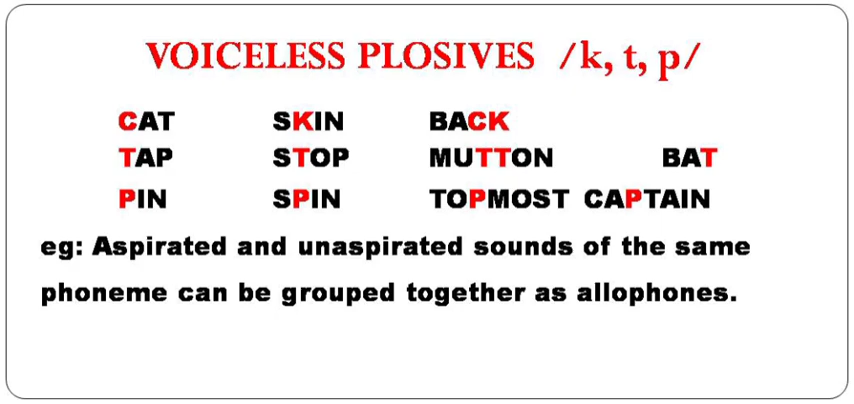 VOICELESS PLOSIVES /k, t, p/
CAT SKIN BACK
TAP STOP MUTTON BAT
PIN SPIN TOPMOST CAPTAIN
eg: Aspirated and unaspirated sounds of the same
phoneme can be grouped together as allophones.